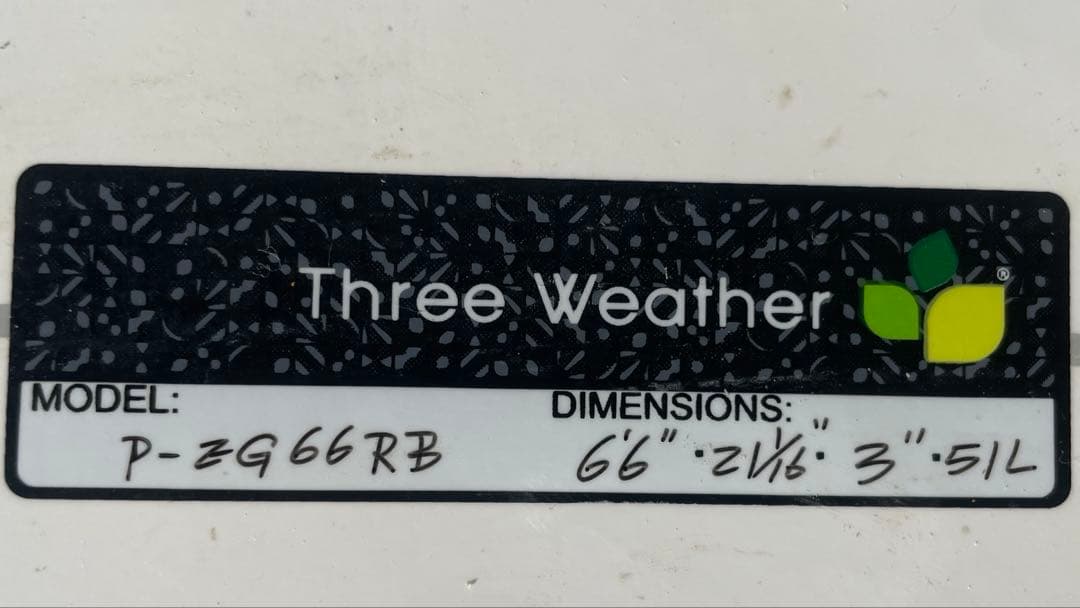 Three Weather ®
MODEL:
P-ZG66RB
DIMENSIONS:
6'6" · 21 1/16" · 3" · 51L